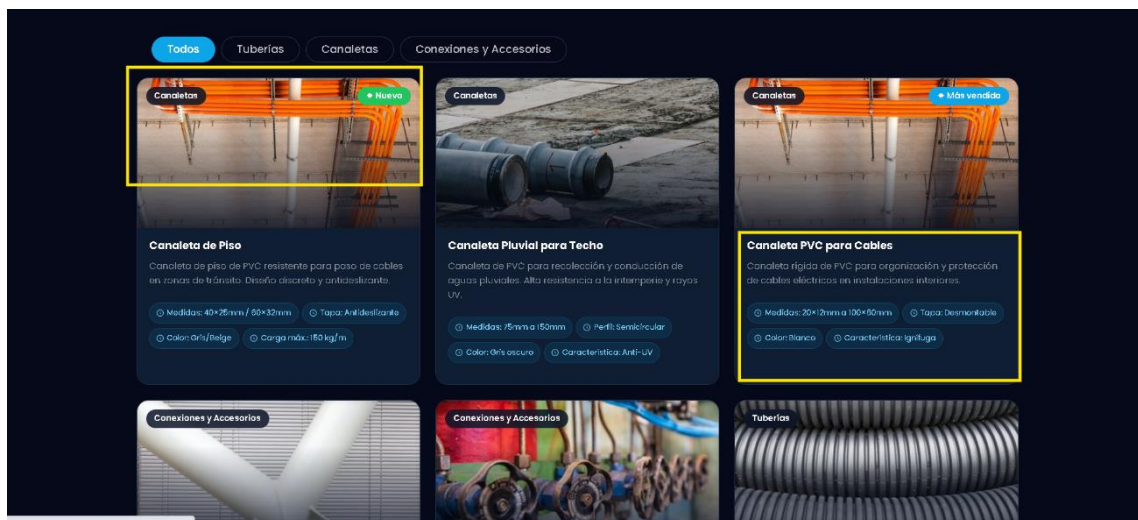 Todos Tuberías Canaletas Conexiones y Accesorios
Canaletas
Nuevo
Canaleta de Piso
Canaleta de piso de PVC resistente para paso de cables
en zonas de tránsito. Diseño discreto y antideslizante.
Medidas: 40×25mm / 60×32mm Tapa: Antideslizante
Color: Gris/Beige Carga máx.: 150 kg/m
Canaletas
Canaleta Pluvial para Techo
Canaleta de PVC para recolección y conducción de
aguas pluviales. Alta resistencia a la intemperie y rayos
UV.
Medidas: 75mm a 150mm Perfil: Semicircular
Color: Gris oscuro Característica: Anti-UV
Canaletas
Más vendido
Canaleta PVC para Cables
Canaleta rígida de PVC para organización y protección
de cables eléctricos en instalaciones interiores.
Medidas: 20×12mm a 100×60mm Tapa: Desmontable
Color: Blanco Característica: Ignífuga
Conexiones y Accesorios
Conexiones y Accesorios
Tuberías